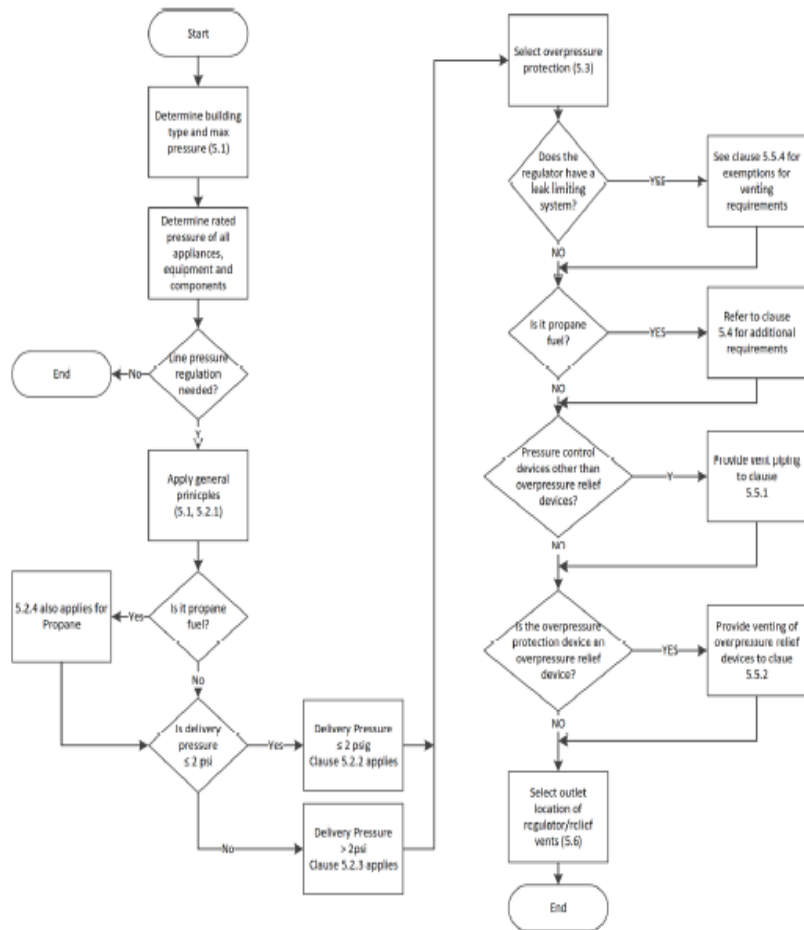 Start
Determine building
type and max
pressure (5.1)
Determine rated
pressure of all
appliances,
equipment and
components
Line pressure
regulation
needed?
No
End
Y
Apply general
prinicples
(5.1, 5.2.1)
Is it propane
fuel?
Yes
5.2.4 also applies for
Propane
No
Is delivery
pressure
≤ 2 psi
Yes
Delivery Pressure
≤ 2 psig
Clause 5.2.2 applies
No
Delivery Pressure
> 2psi
Clause 5.2.3 applies
Select overpressure
protection (5.3)
Does the
regulator have a
leak limiting
system?
YES
See clause 5.5.4 for
exemptions for
venting
requirements
NO
Is it propane
fuel?
YES
Refer to clause
5.4 for additional
requirements
NO
Pressure control
devices other than
overpressure relief
devices?
Y
Provide vent piping
to clause
5.5.1
NO
Is the overpressure
protection device an
overpressure relief
device?
YES
Provide venting of
overpressure relief
devices to claue
5.5.2
NO
Select outlet
location of
regulator/relief
vents (5.6)
End